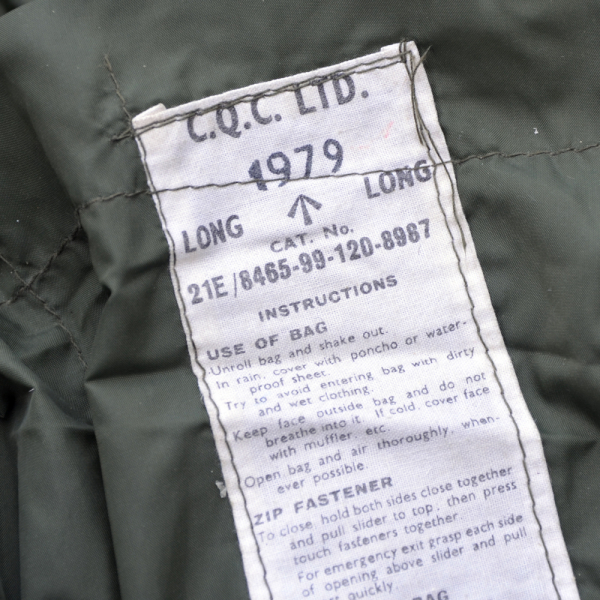 C.Q.C. LTD.
1979
LONG LONG
CAT. No.
21E/8465-99-120-8987
INSTRUCTIONS
USE OF BAG
Unroll bag and shake out.
In rain, cover with poncho or water-
proof sheet.
Try to avoid entering bag with dirty
and wet clothing.
Keep face outside bag and do not
breathe into it. If cold, cover face
with muffler, etc.
Open bag and air thoroughly, when-
ever possible.
ZIP FASTENER
To close hold both sides close together
and pull slider to top, then press
touch fasteners together.
For emergency exit grasp each side
of opening above slider and pull
quickly
BAG